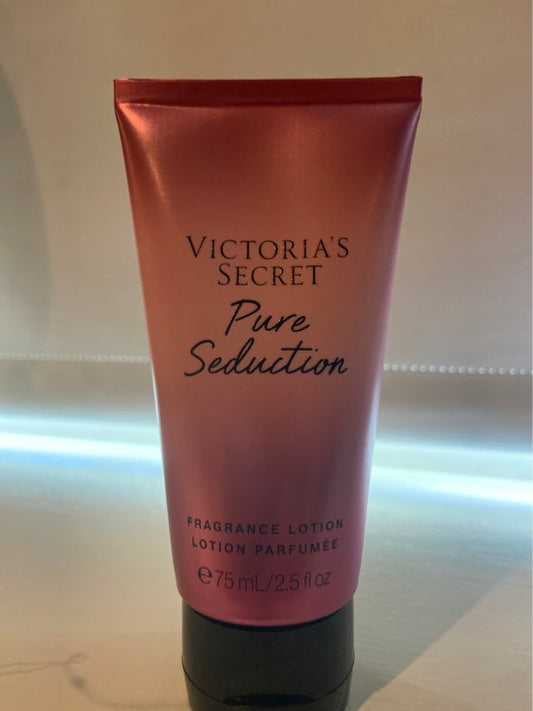 VICTORIA'S
SECRET
Pure
Seduction
FRAGRANCE LOTION
LOTION PARFUMÉE
℮75 mL/2.5 fl oz